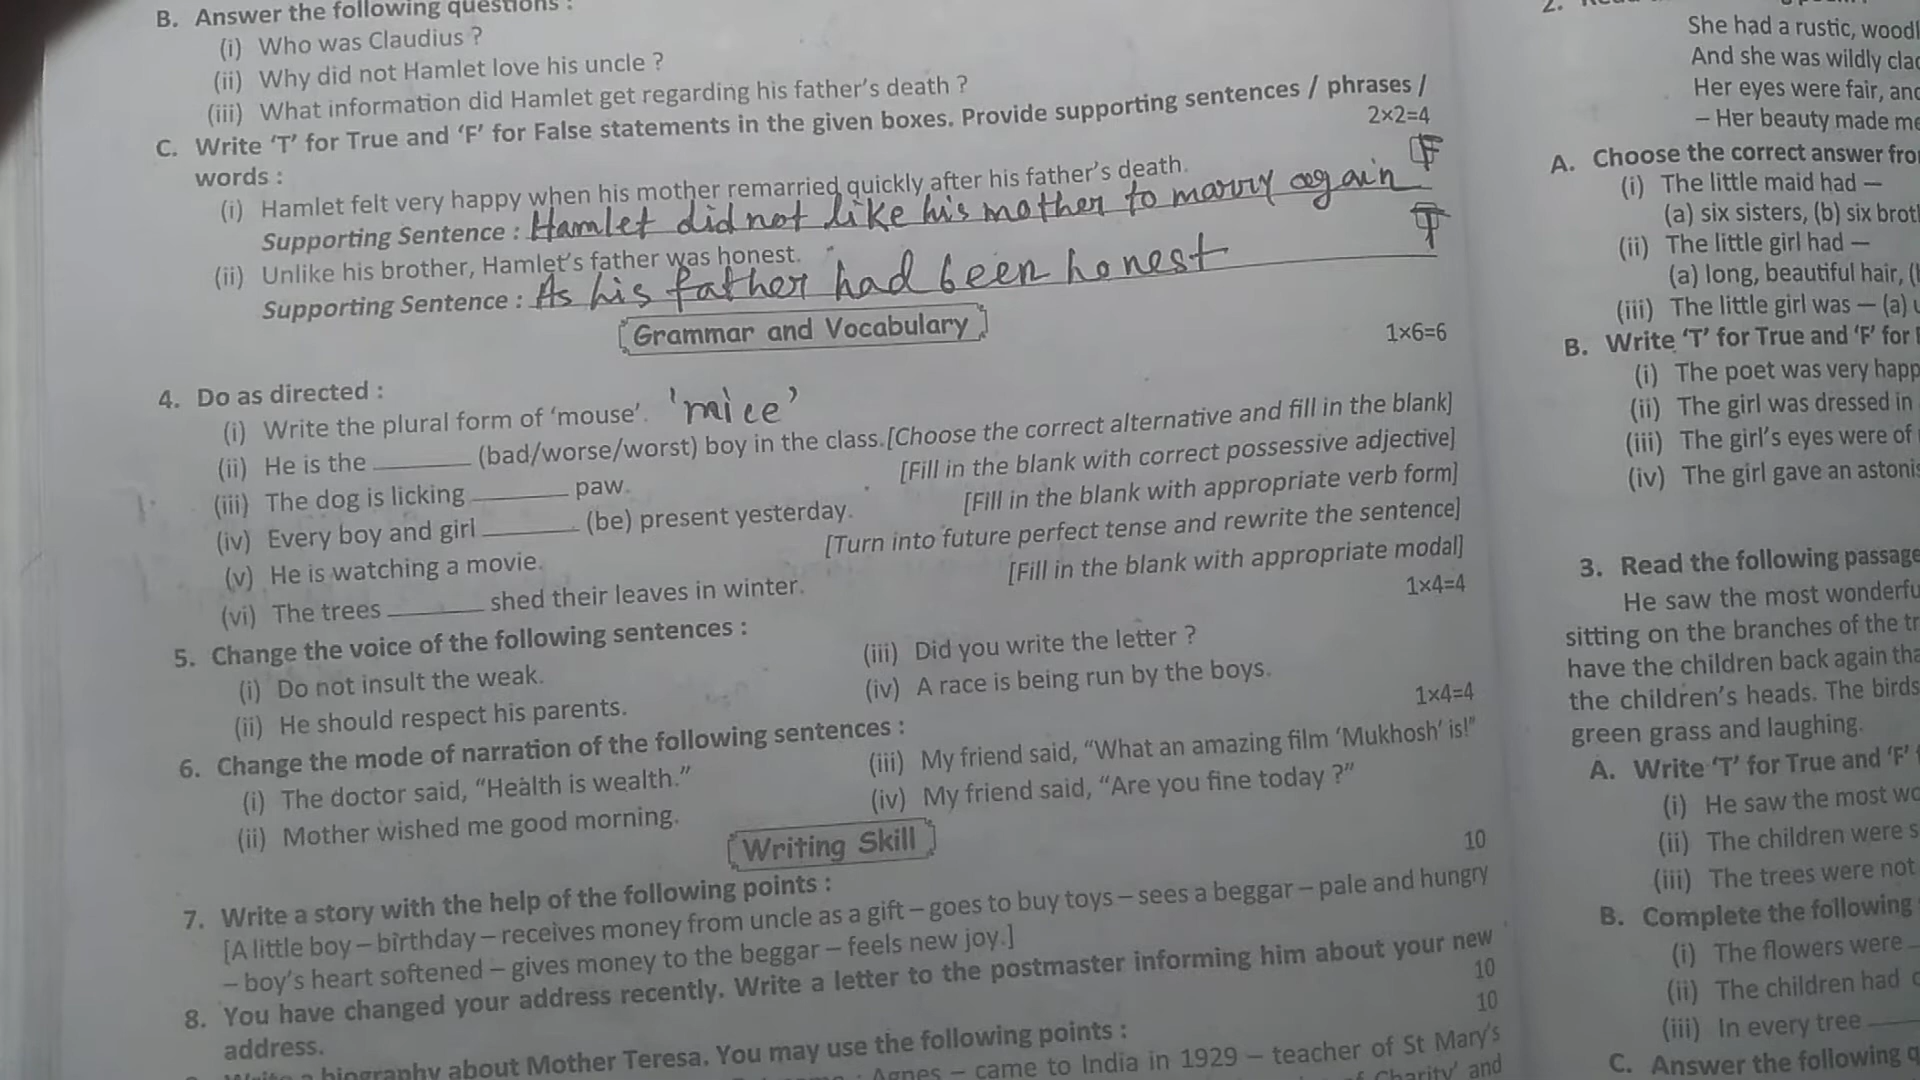 B. Answer the following questions :
(i) Who was Claudius ?
(ii) Why did not Hamlet love his uncle ?
(iii) What information did Hamlet get regarding his father's death ?
C. Write 'T' for True and 'F' for False statements in the given boxes. Provide supporting sentences / phrases /
words : 2×2=4
(i) Hamlet felt very happy when his mother remarried quickly after his father's death. F
Supporting Sentence : Hamlet did not like his mother to marry again
(ii) Unlike his brother, Hamlet's father was honest. T
Supporting Sentence : As his father had been honest
Grammar and Vocabulary
4. Do as directed : 1×6=6
(i) Write the plural form of 'mouse'. 'mice'
(ii) He is the ______ (bad/worse/worst) boy in the class. [Choose the correct alternative and fill in the blank]
(iii) The dog is licking ______ paw. [Fill in the blank with correct possessive adjective]
(iv) Every boy and girl ______ (be) present yesterday. [Fill in the blank with appropriate verb form]
(v) He is watching a movie. [Turn into future perfect tense and rewrite the sentence]
(vi) The trees ______ shed their leaves in winter. [Fill in the blank with appropriate modal]
5. Change the voice of the following sentences : 1×4=4
(i) Do not insult the weak. (iii) Did you write the letter ?
(ii) He should respect his parents. (iv) A race is being run by the boys.
6. Change the mode of narration of the following sentences : 1×4=4
(i) The doctor said, "Health is wealth." (iii) My friend said, "What an amazing film 'Mukhosh' is!"
(ii) Mother wished me good morning. (iv) My friend said, "Are you fine today ?"
Writing Skill
7. Write a story with the help of the following points : 10
[A little boy – birthday – receives money from uncle as a gift – goes to buy toys – sees a beggar – pale and hungry
– boy's heart softened – gives money to the beggar – feels new joy.]
8. You have changed your address recently. Write a letter to the postmaster informing him about your new
address. 10
biography about Mother Teresa. You may use the following points : 10
Agnes – came to India in 1929 – teacher of St Mary's
Charity' and
2.
She had a rustic,
And she was wildly
Her eyes were fair,
– Her beauty made
A. Choose the correct answer
(i) The little maid had —
(a) six sisters, (b) six
(ii) The little girl had —
(a) long, beautiful hair,
(iii) The little girl was — (a)
B. Write 'T' for True and 'F' for
(i) The poet was very
(ii) The girl was dressed in
(iii) The girl's eyes were of
(iv) The girl gave an
3. Read the following passage
He saw the most
sitting on the branches of the
have the children back again
the children's heads. The birds
green grass and laughing.
A. Write 'T' for True and 'F'
(i) He saw the most
(ii) The children were
(iii) The trees were not
B. Complete the following
(i) The flowers were
(ii) The children had
(iii) In every tree
C. Answer the following